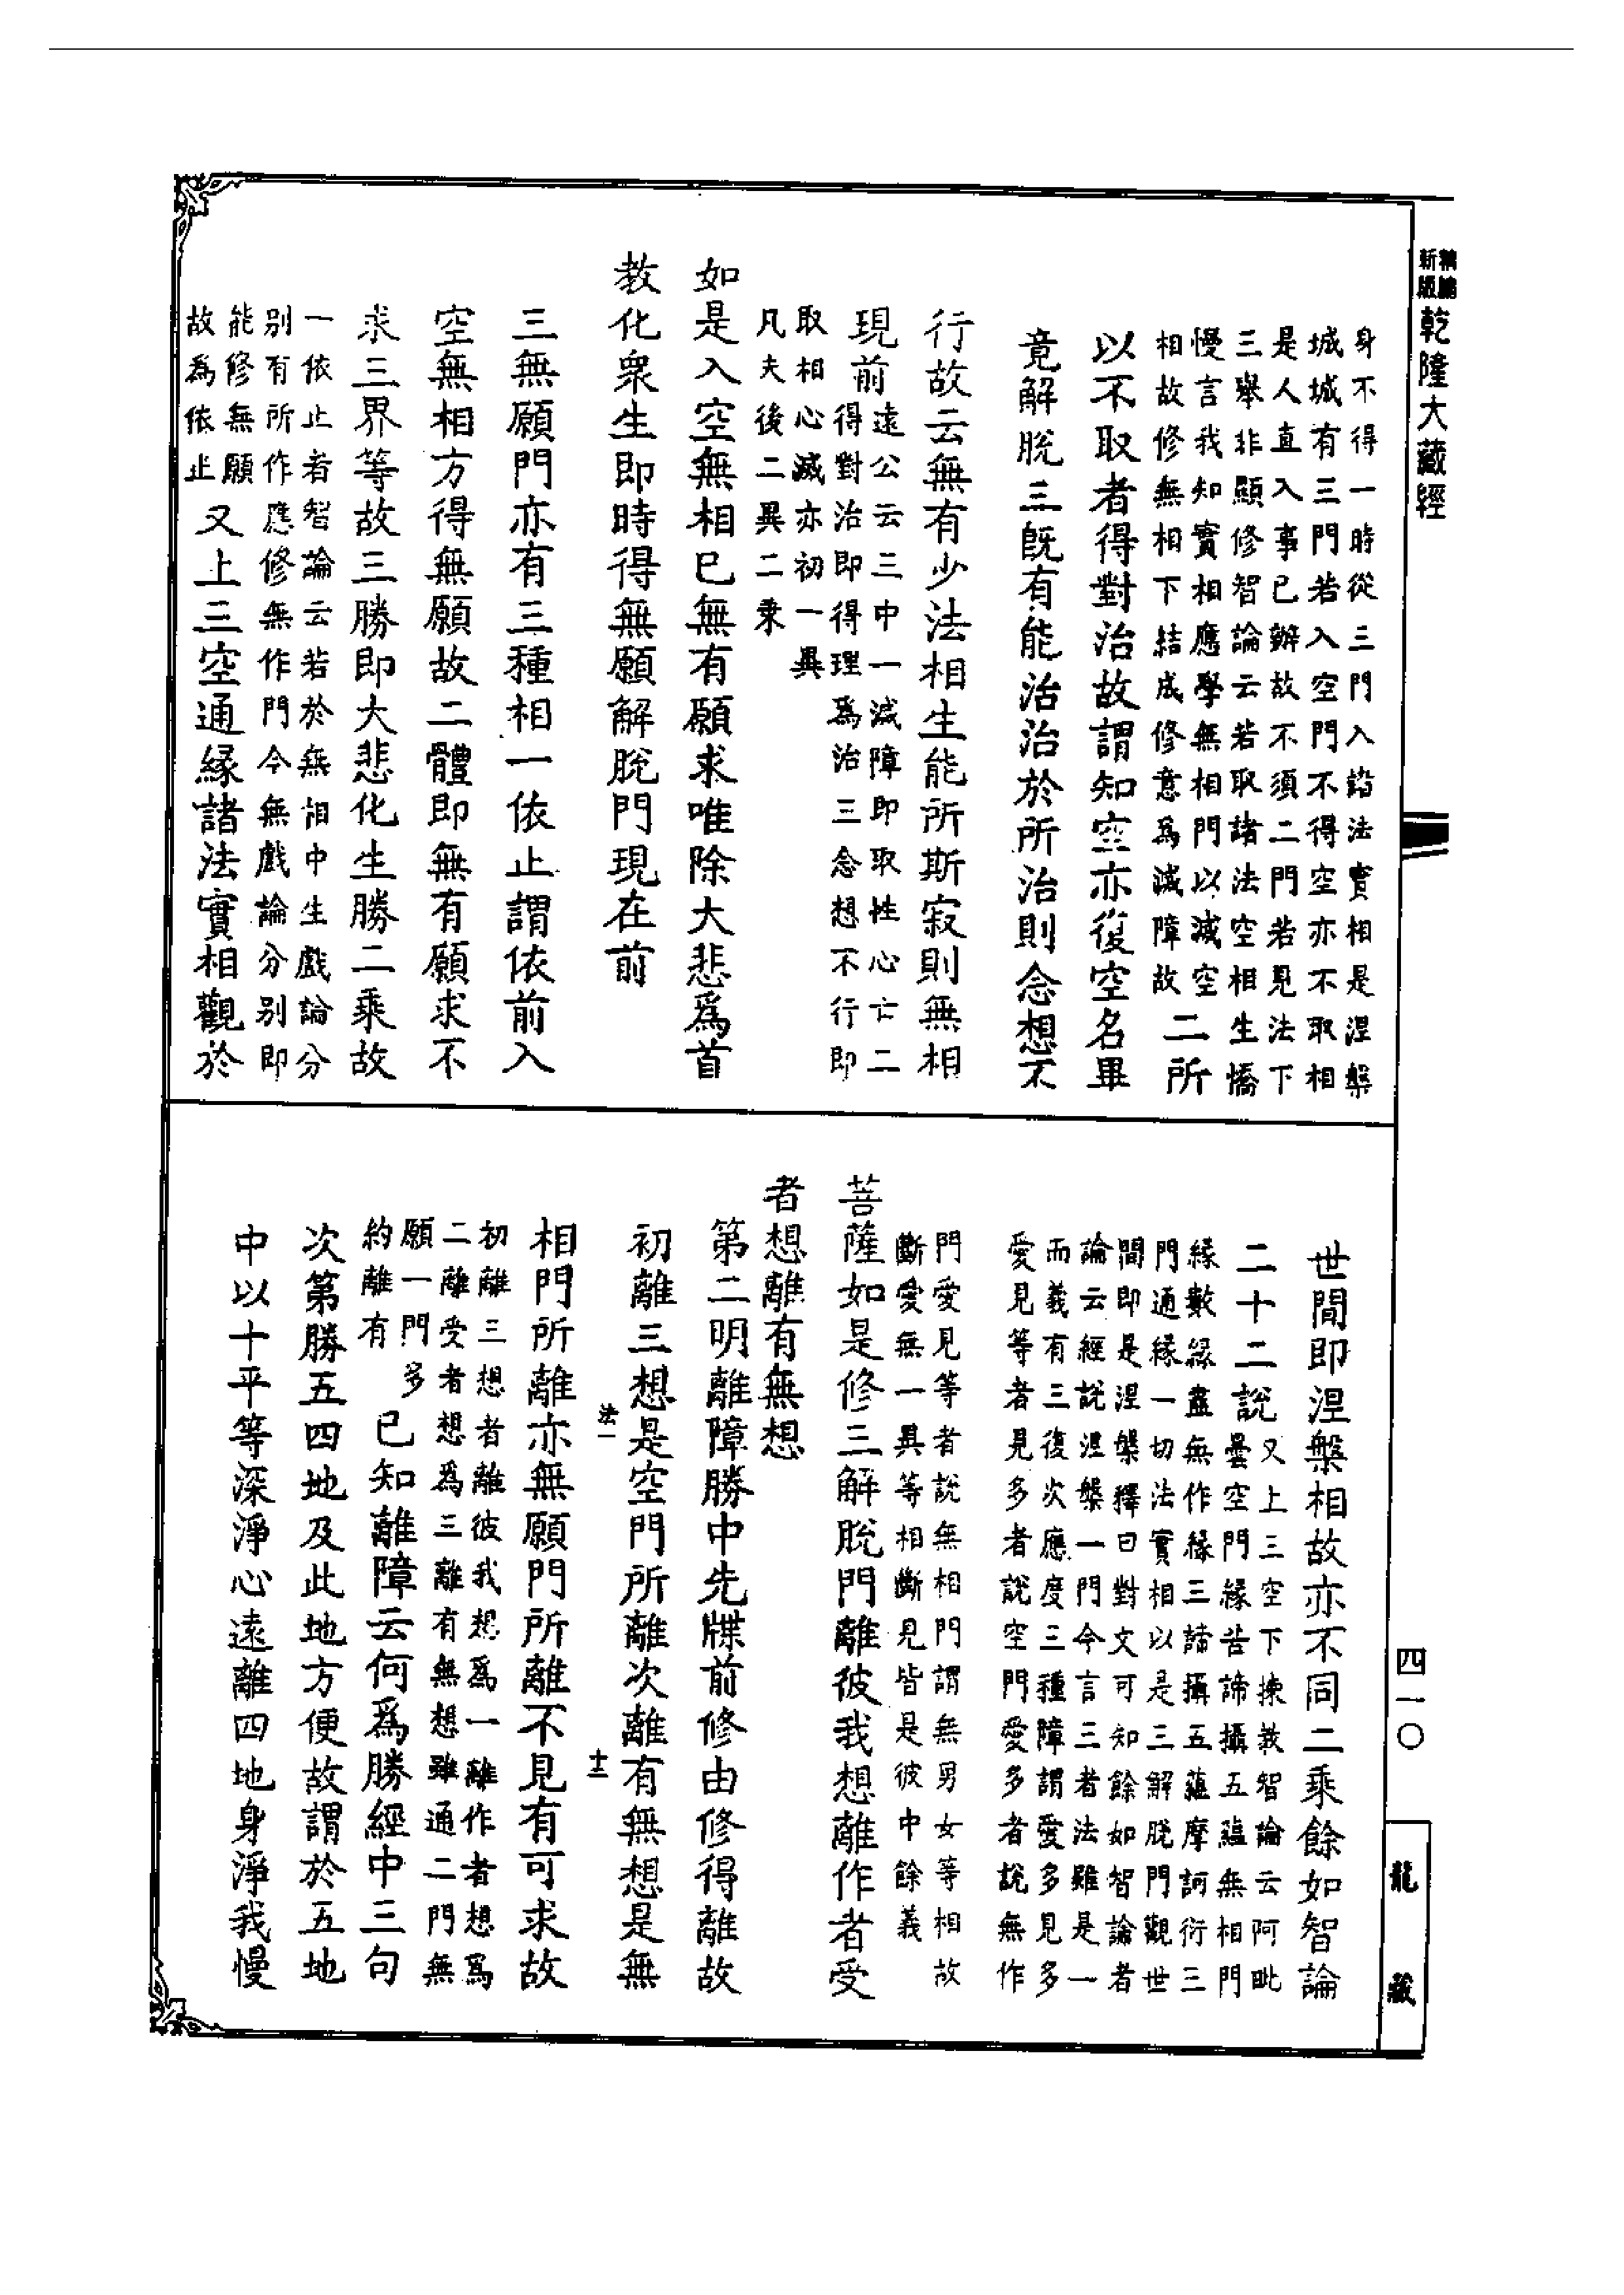 精編
新版
乾隆大藏經
身不得一時從三門入諸法實相是涅槃
城城有三門若入空門不得空亦不取相
是人直入事已辦故不須二門若見法下
三舉非顯修智論云若取諸法空相生憍
慢言我知實相應學無相門以滅空
相故修無相下結成修意為滅障故
二所
以不取者得對治故謂知空亦復空名畢
竟解脫三既有能治治於所治則念想不
行故云無有少法相生能所斯寂則無相
現前
遠公云三中一滅障即取性心亡二
得對治即得理為治三念想不行即
取相心滅亦初一異
凡夫後二異二乘
如是入空無相已無有願求唯除大悲為首
教化衆生即時得無願解脫門現在前
三無願門亦有三種相一依止謂依前入
空無相方得無願故二體即無有願求不
求三界等故三勝即大悲化生勝二乘故
一依止者智論云若於無相中生戲論分
別有所作應修無作門今無戲論分別即
能修無願
故為依止
又上三空通緣諸法實相觀於
世間即涅槃相故亦不同二乘餘如智論
二十二說
又上三空下揀教智論云阿毗
曇空門緣苦諦攝五蘊無相門
緣數緣盡無作緣三諦攝五蘊摩訶衍三
門通緣一切法實相以是三解脫門觀世
間即是涅槃釋曰對文可知餘如智論者
論云經說涅槃一門今言三者法雖是一
而義有三復次應度三種障謂愛多見多
愛見等者見多者說空門愛多者說無作
門愛見等者說無相門謂無男女等相故
斷愛無一異等相斷見皆是彼中餘義
菩薩如是修三解脫門離彼我想離作者受
者想離有無想
第二明離障勝中先牒前修由修得離故
初離三想是空門所離次離有無想是無
法一
十二
相門所離亦無願門所離不見有可求故
初離三想者離彼我想為一離作者想為
二離受者想為三離有無想雖通二門無
願一門多
約離有
已知離障云何為勝經中三句
次第勝五四地及此地方便故謂於五地
中以十平等深淨心遠離四地身淨我慢
四一〇
龍藏